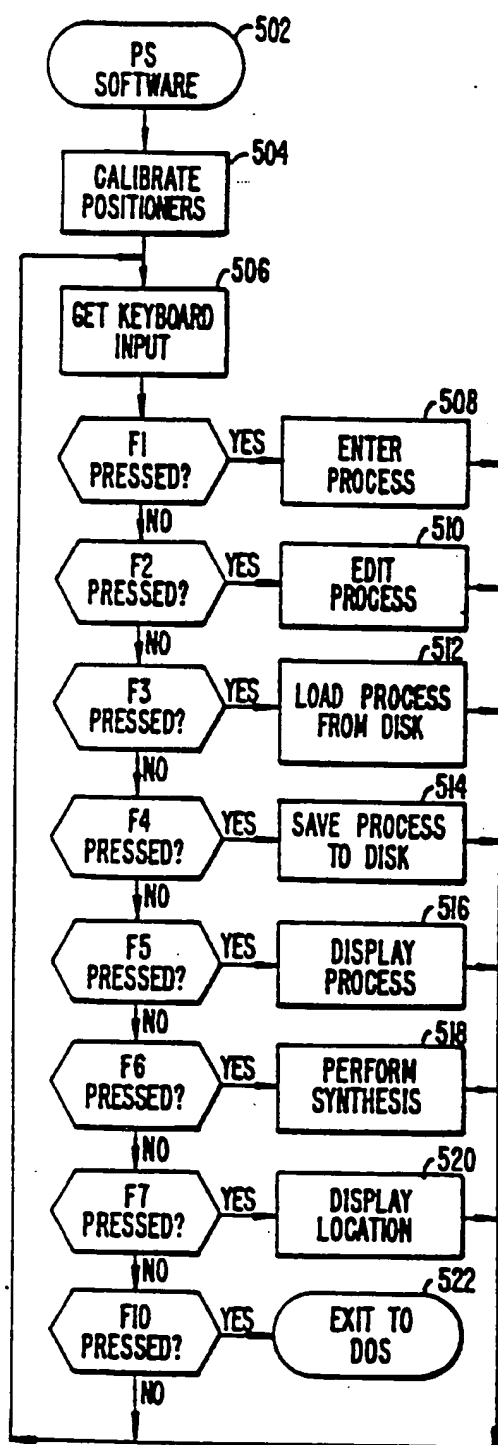 502
PS
SOFTWARE
504
CALIBRATE
POSITIONERS
506
GET KEYBOARD
INPUT
508
F1
PRESSED?
YES
ENTER
PROCESS
NO
510
F2
PRESSED?
YES
EDIT
PROCESS
NO
512
F3
PRESSED?
YES
LOAD PROCESS
FROM DISK
NO
514
F4
PRESSED?
YES
SAVE PROCESS
TO DISK
NO
516
F5
PRESSED?
YES
DISPLAY
PROCESS
NO
518
F6
PRESSED?
YES
PERFORM
SYNTHESIS
NO
520
F7
PRESSED?
YES
DISPLAY
LOCATION
NO
522
F10
PRESSED?
YES
EXIT TO
DOS
NO